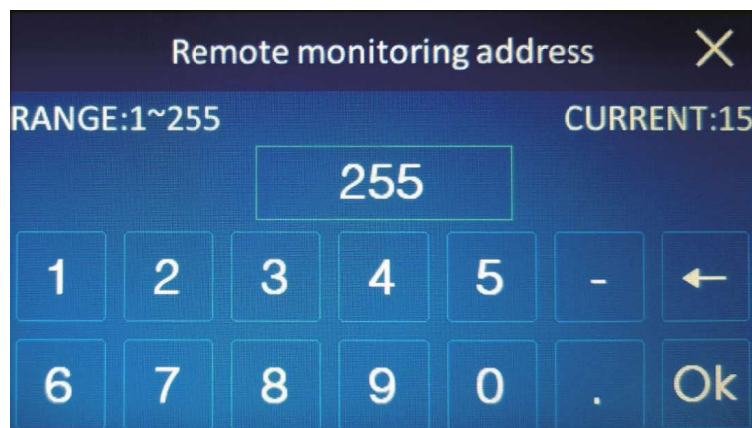 Remote monitoring address ×
RANGE:1~255 CURRENT:15
255
1 2 3 4 5 - ←
6 7 8 9 0 . Ok